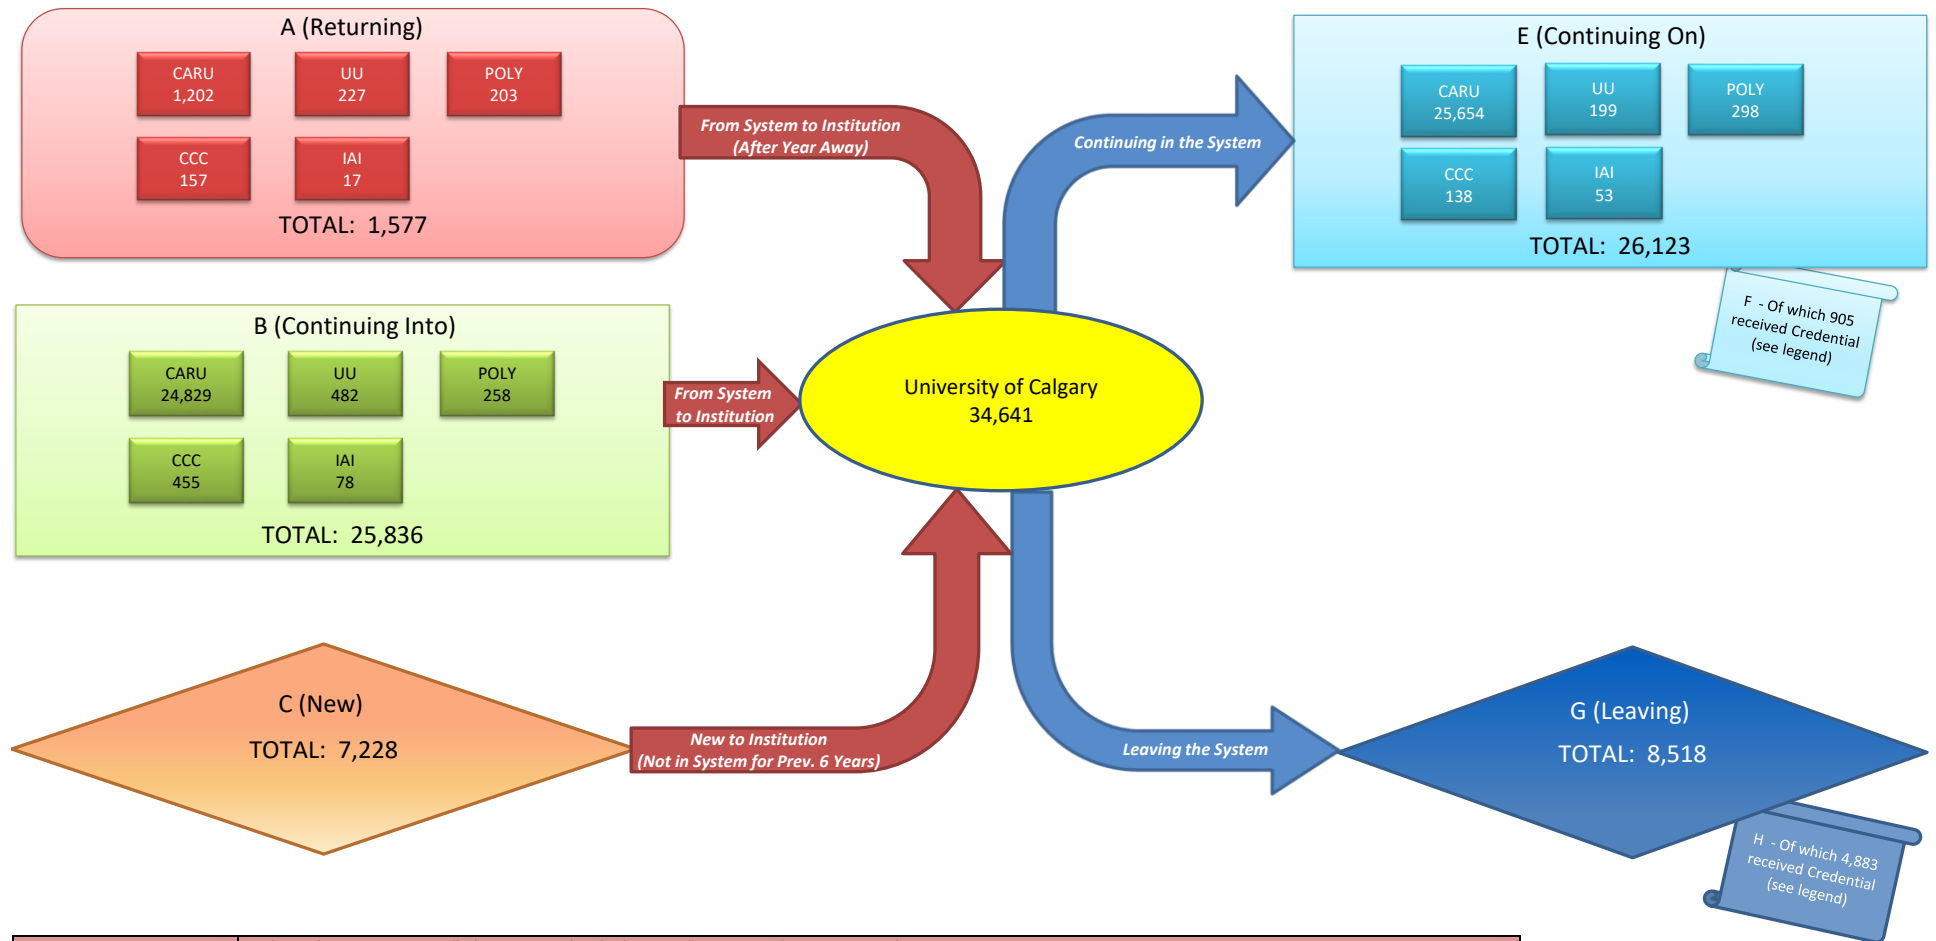 A (Returning)
CARU
1,202
UU
227
POLY
203
CCC
157
IAI
17
TOTAL: 1,577
From System to Institution
(After Year Away)
B (Continuing Into)
CARU
24,829
UU
482
POLY
258
CCC
455
IAI
78
TOTAL: 25,836
From System
to Institution
C (New)
TOTAL: 7,228
New to Institution
(Not in System for Prev. 6 Years)
University of Calgary
34,641
Continuing in the System
E (Continuing On)
CARU
25,654
UU
199
POLY
298
CCC
138
IAI
53
TOTAL: 26,123
F - Of which 905
received Credential
(see legend)
Leaving the System
G (Leaving)
TOTAL: 8,518
H - Of which 4,883
received Credential
(see legend)